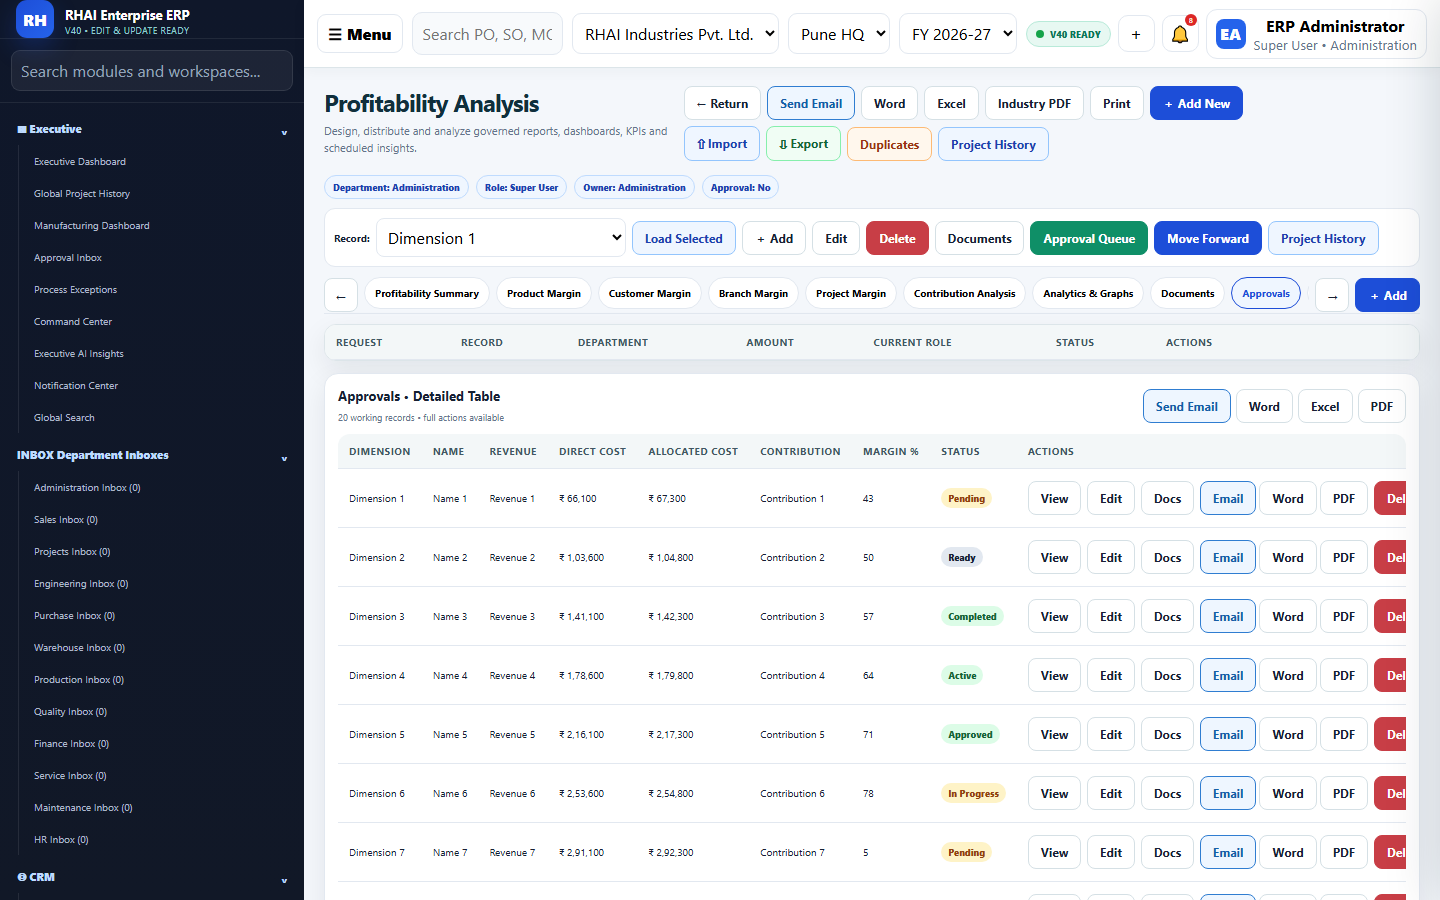 RH
RHAI Enterprise ERP
V40 • EDIT & UPDATE READY
Search modules and workspaces...
Executive
Executive Dashboard
Global Project History
Manufacturing Dashboard
Approval Inbox
Process Exceptions
Command Center
Executive AI Insights
Notification Center
Global Search
INBOX Department Inboxes
Administration Inbox (0)
Sales Inbox (0)
Projects Inbox (0)
Engineering Inbox (0)
Purchase Inbox (0)
Warehouse Inbox (0)
Production Inbox (0)
Quality Inbox (0)
Finance Inbox (0)
Service Inbox (0)
Maintenance Inbox (0)
HR Inbox (0)
CRM
☰ Menu
Search PO, SO, MO
RHAI Industries Pvt. Ltd.
Pune HQ
FY 2026-27
V40 READY
+
8
EA
ERP Administrator
Super User • Administration
Profitability Analysis
Design, distribute and analyze governed reports, dashboards, KPIs and
scheduled insights.
← Return
Send Email
Word
Excel
Industry PDF
Print
+ Add New
⇧ Import
⇩ Export
Duplicates
Project History
Department: Administration
Role: Super User
Owner: Administration
Approval: No
Record:
Dimension 1
Load Selected
+ Add
Edit
Delete
Documents
Approval Queue
Move Forward
Project History
←
Profitability Summary
Product Margin
Customer Margin
Branch Margin
Project Margin
Contribution Analysis
Analytics & Graphs
Documents
Approvals
→
+ Add
REQUEST RECORD DEPARTMENT AMOUNT CURRENT ROLE STATUS ACTIONS
Approvals • Detailed Table
20 working records • full actions available
Send Email
Word
Excel
PDF
DIMENSION NAME REVENUE DIRECT COST ALLOCATED COST CONTRIBUTION MARGIN % STATUS ACTIONS
Dimension 1 Name 1 Revenue 1 ₹ 66,100 ₹ 67,300 Contribution 1 43 Pending View Edit Docs Email Word PDF Del
Dimension 2 Name 2 Revenue 2 ₹ 1,03,600 ₹ 1,04,800 Contribution 2 50 Ready View Edit Docs Email Word PDF Del
Dimension 3 Name 3 Revenue 3 ₹ 1,41,100 ₹ 1,42,300 Contribution 3 57 Completed View Edit Docs Email Word PDF Del
Dimension 4 Name 4 Revenue 4 ₹ 1,78,600 ₹ 1,79,800 Contribution 4 64 Active View Edit Docs Email Word PDF Del
Dimension 5 Name 5 Revenue 5 ₹ 2,16,100 ₹ 2,17,300 Contribution 5 71 Approved View Edit Docs Email Word PDF Del
Dimension 6 Name 6 Revenue 6 ₹ 2,53,600 ₹ 2,54,800 Contribution 6 78 In Progress View Edit Docs Email Word PDF Del
Dimension 7 Name 7 Revenue 7 ₹ 2,91,100 ₹ 2,92,300 Contribution 7 5 Pending View Edit Docs Email Word PDF Del